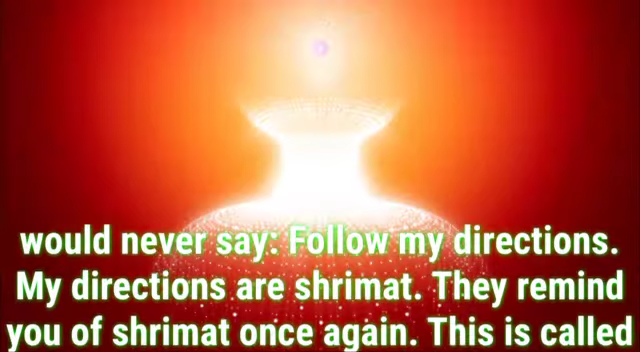 would never say: Follow my directions.
My directions are shrimat. They remind
you of shrimat once again. This is called